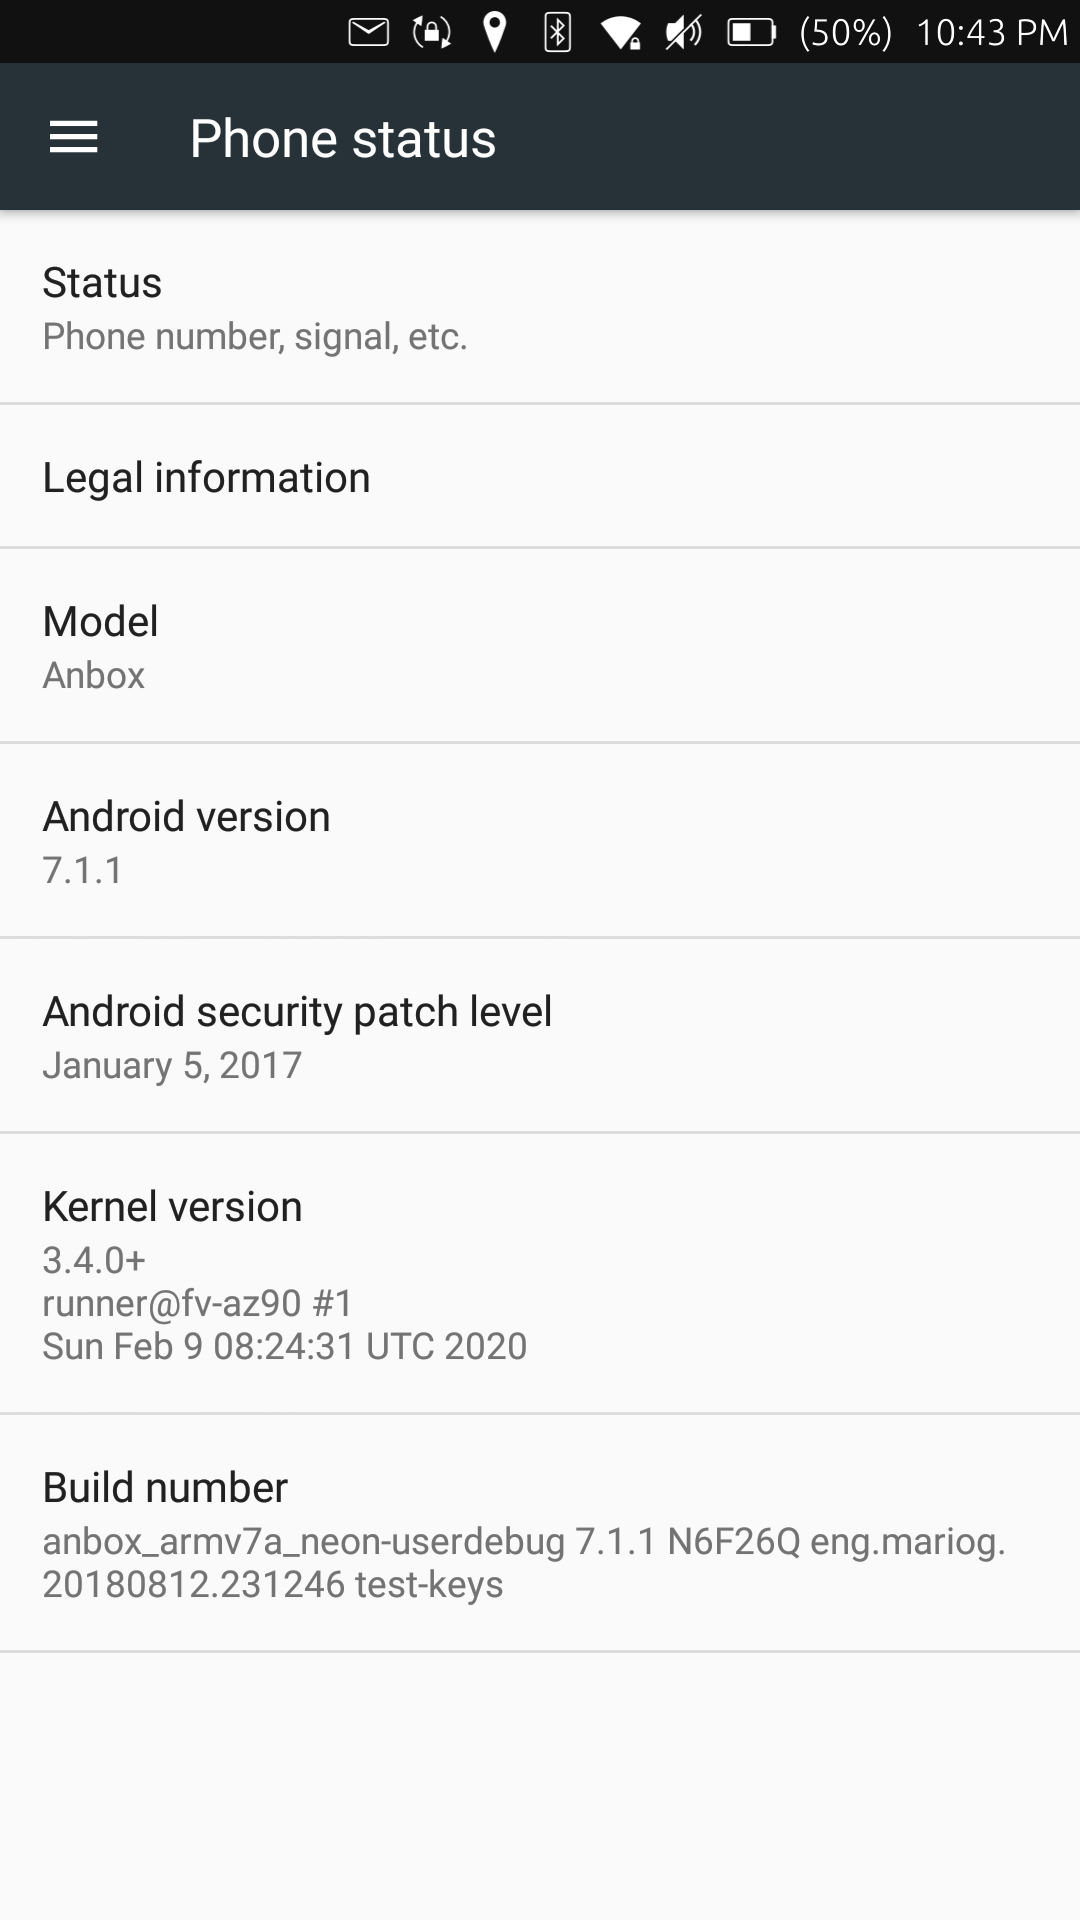 (50%) 10:43 PM
Phone status
Status
Phone number, signal, etc.
Legal information
Model
Anbox
Android version
7.1.1
Android security patch level
January 5, 2017
Kernel version
3.4.0+
runner@fv-az90 #1
Sun Feb 9 08:24:31 UTC 2020
Build number
anbox_armv7a_neon-userdebug 7.1.1 N6F26Q eng.mariog.
20180812.231246 test-keys